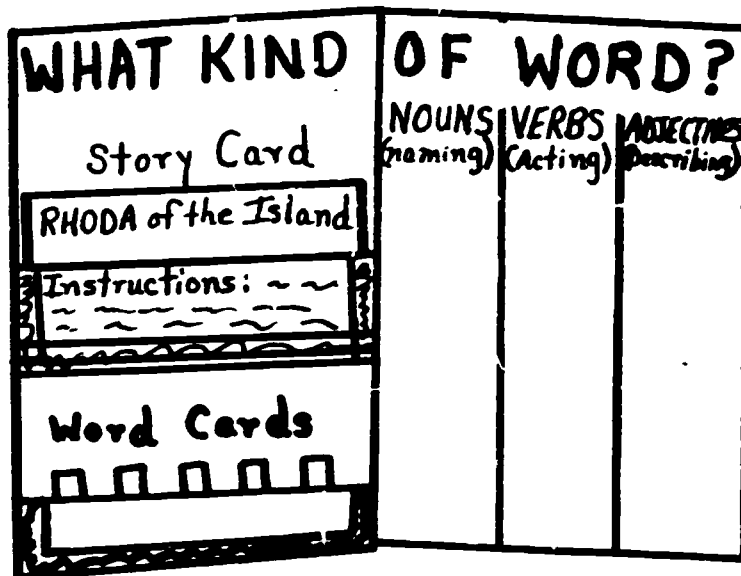 WHAT KIND OF WORD?
Story Card
RHODA of the Island
Instructions:
Word Cards
NOUNS
(naming)
VERBS
(Acting)
ADJECTIVES
(Describing)